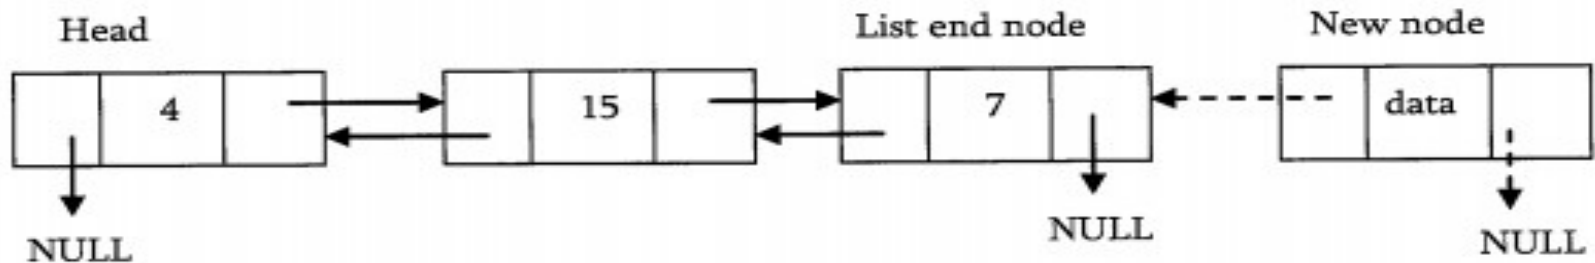 Head
List end node
New node
4
15
7
data
NULL
NULL
NULL